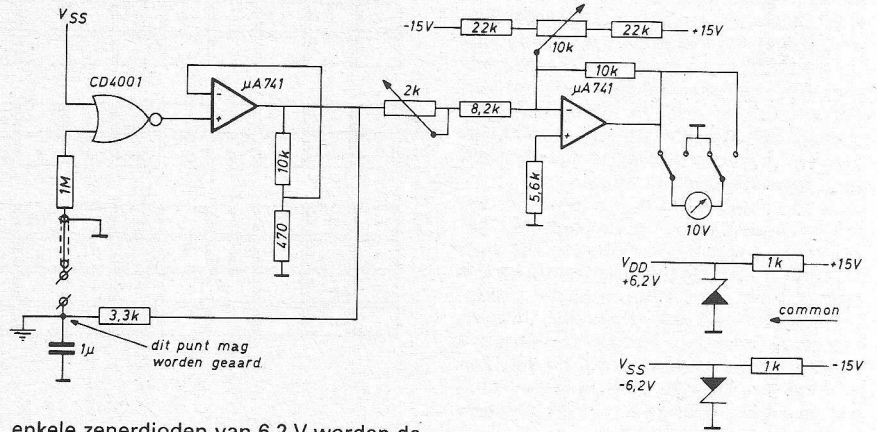 VSS
-15V
22k
22k
+15V
10k
CD4001
µA741
10k
µA741
2k
8,2k
10k
1M
5,6k
470
10V
VDD
+6,2V
1k
+15V
common
3,3k
1µ
dit punt mag
worden geaard
VSS
-6,2V
1k
-15V
enkele zenerdioden van 6,2 V worden de